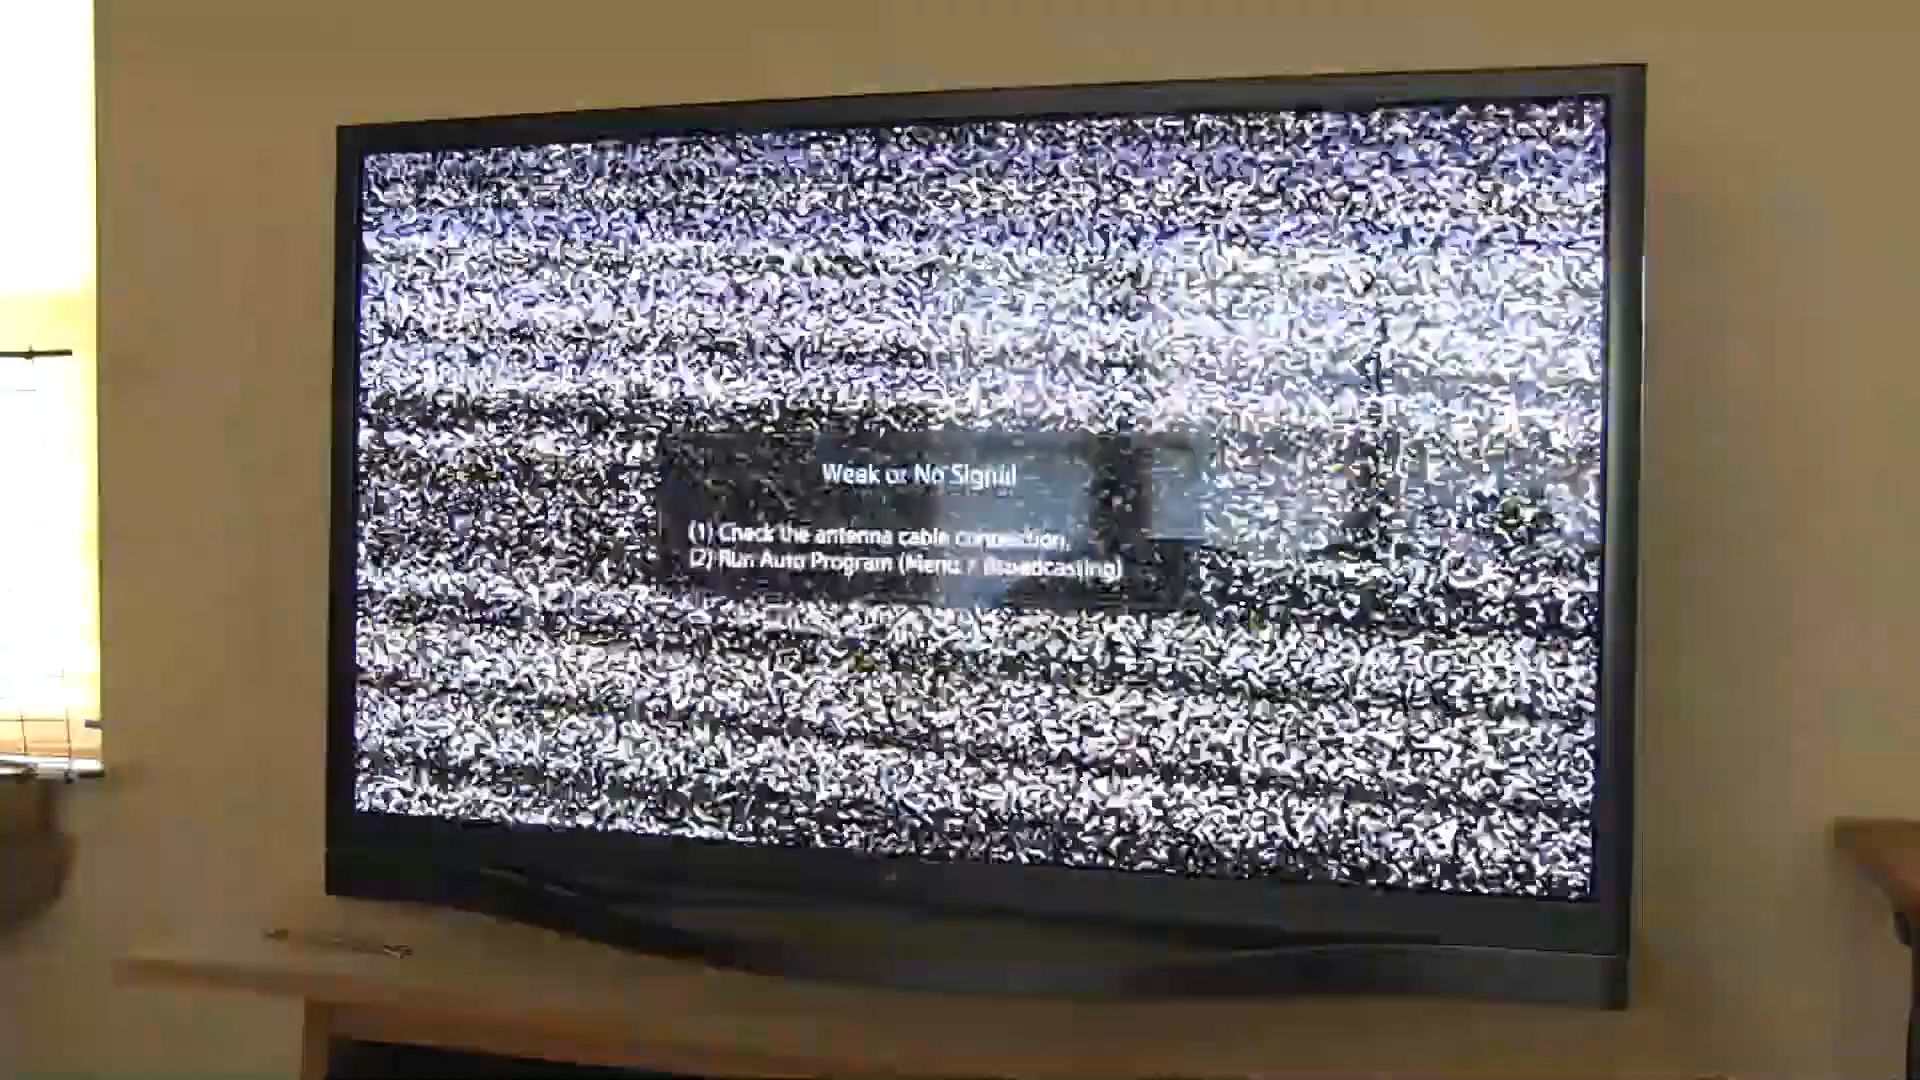 Weak or No Signal
(1) Check the antenna cable connection.
(2) Run Auto Program (Menu > Broadcasting)